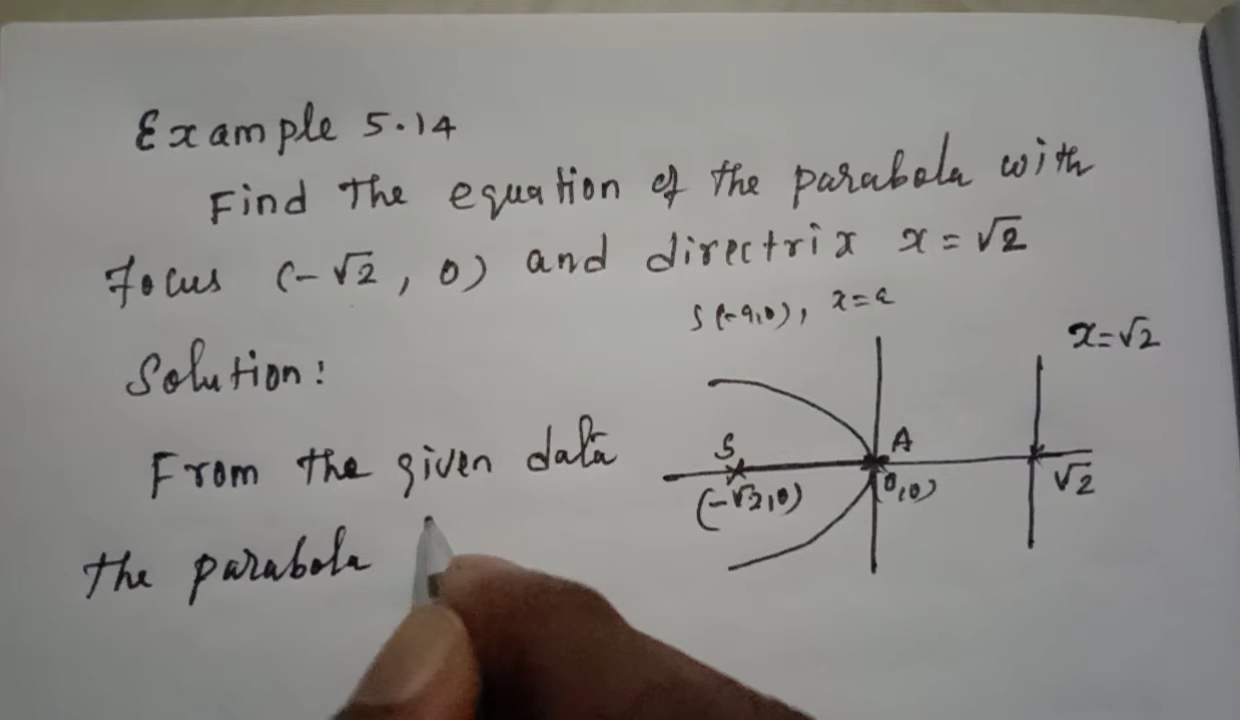 Example 5.14
Find The equation of the parabola with
Focus (-√2, 0) and directrix x = √2
S(-a,0), x=a
x=√2
Solution:
From the given data
the parabola
S
A
(-√2,0)
(0,0)
√2